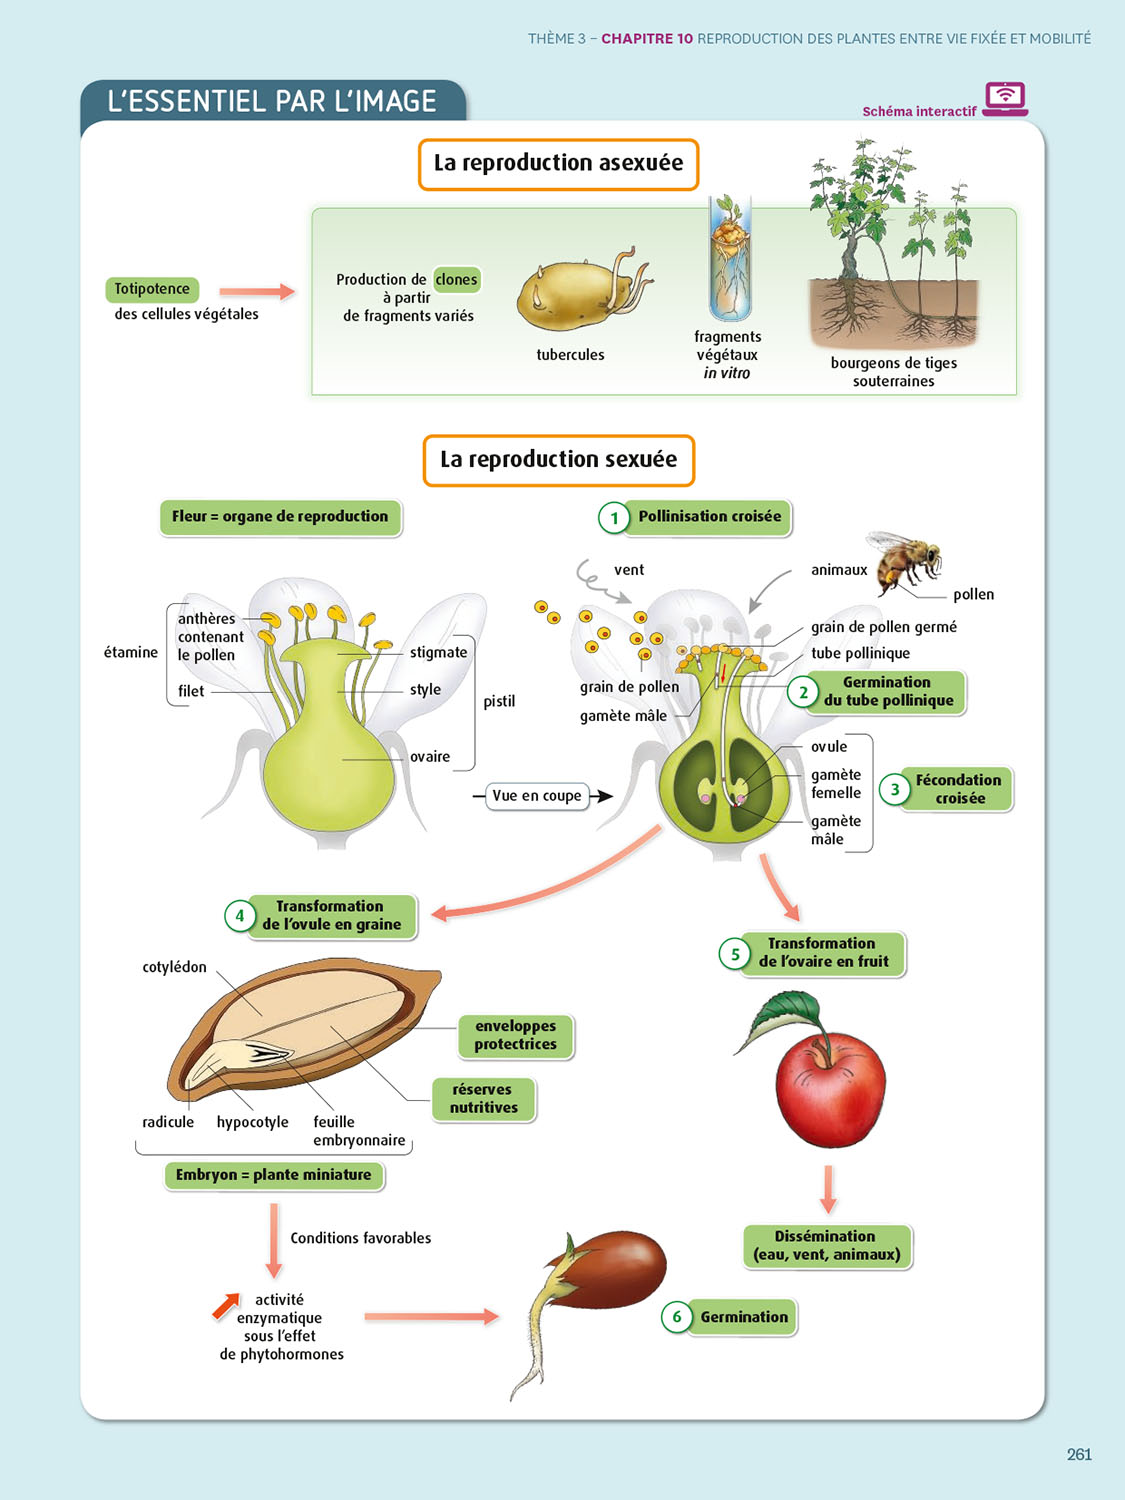 THÈME 3 – CHAPITRE 10 REPRODUCTION DES PLANTES ENTRE VIE FIXÉE ET MOBILITÉ
L'ESSENTIEL PAR L'IMAGE
Schéma interactif
La reproduction asexuée
Totipotence
des cellules végétales
Production de clones
à partir
de fragments variés
tubercules
fragments
végétaux
in vitro
bourgeons de tiges
souterraines
La reproduction sexuée
Fleur = organe de reproduction
étamine
anthères
contenant
le pollen
filet
stigmate
style
ovaire
pistil
Vue en coupe
1 Pollinisation croisée
vent
animaux
pollen
grain de pollen germé
tube pollinique
grain de pollen
gamète mâle
2 Germination
du tube pollinique
ovule
gamète
femelle
gamète
mâle
3 Fécondation
croisée
4 Transformation
de l'ovule en graine
cotylédon
enveloppes
protectrices
réserves
nutritives
radicule
hypocotyle
feuille
embryonnaire
Embryon = plante miniature
5 Transformation
de l'ovaire en fruit
Dissémination
(eau, vent, animaux)
Conditions favorables
activité
enzymatique
sous l'effet
de phytohormones
6 Germination
261